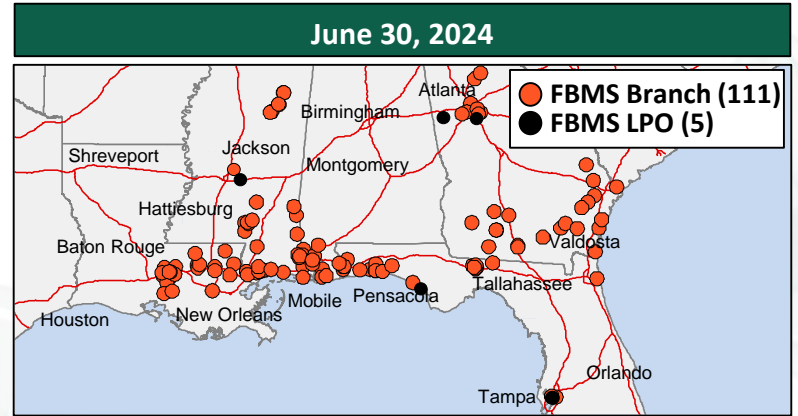 June 30, 2024
FBMS Branch (111)
FBMS LPO (5)
Atlanta
Birmingham
Jackson
Shreveport
Montgomery
Hattiesburg
Baton Rouge
Valdosta
Tallahassee
Mobile
Pensacola
New Orleans
Houston
Orlando
Tampa